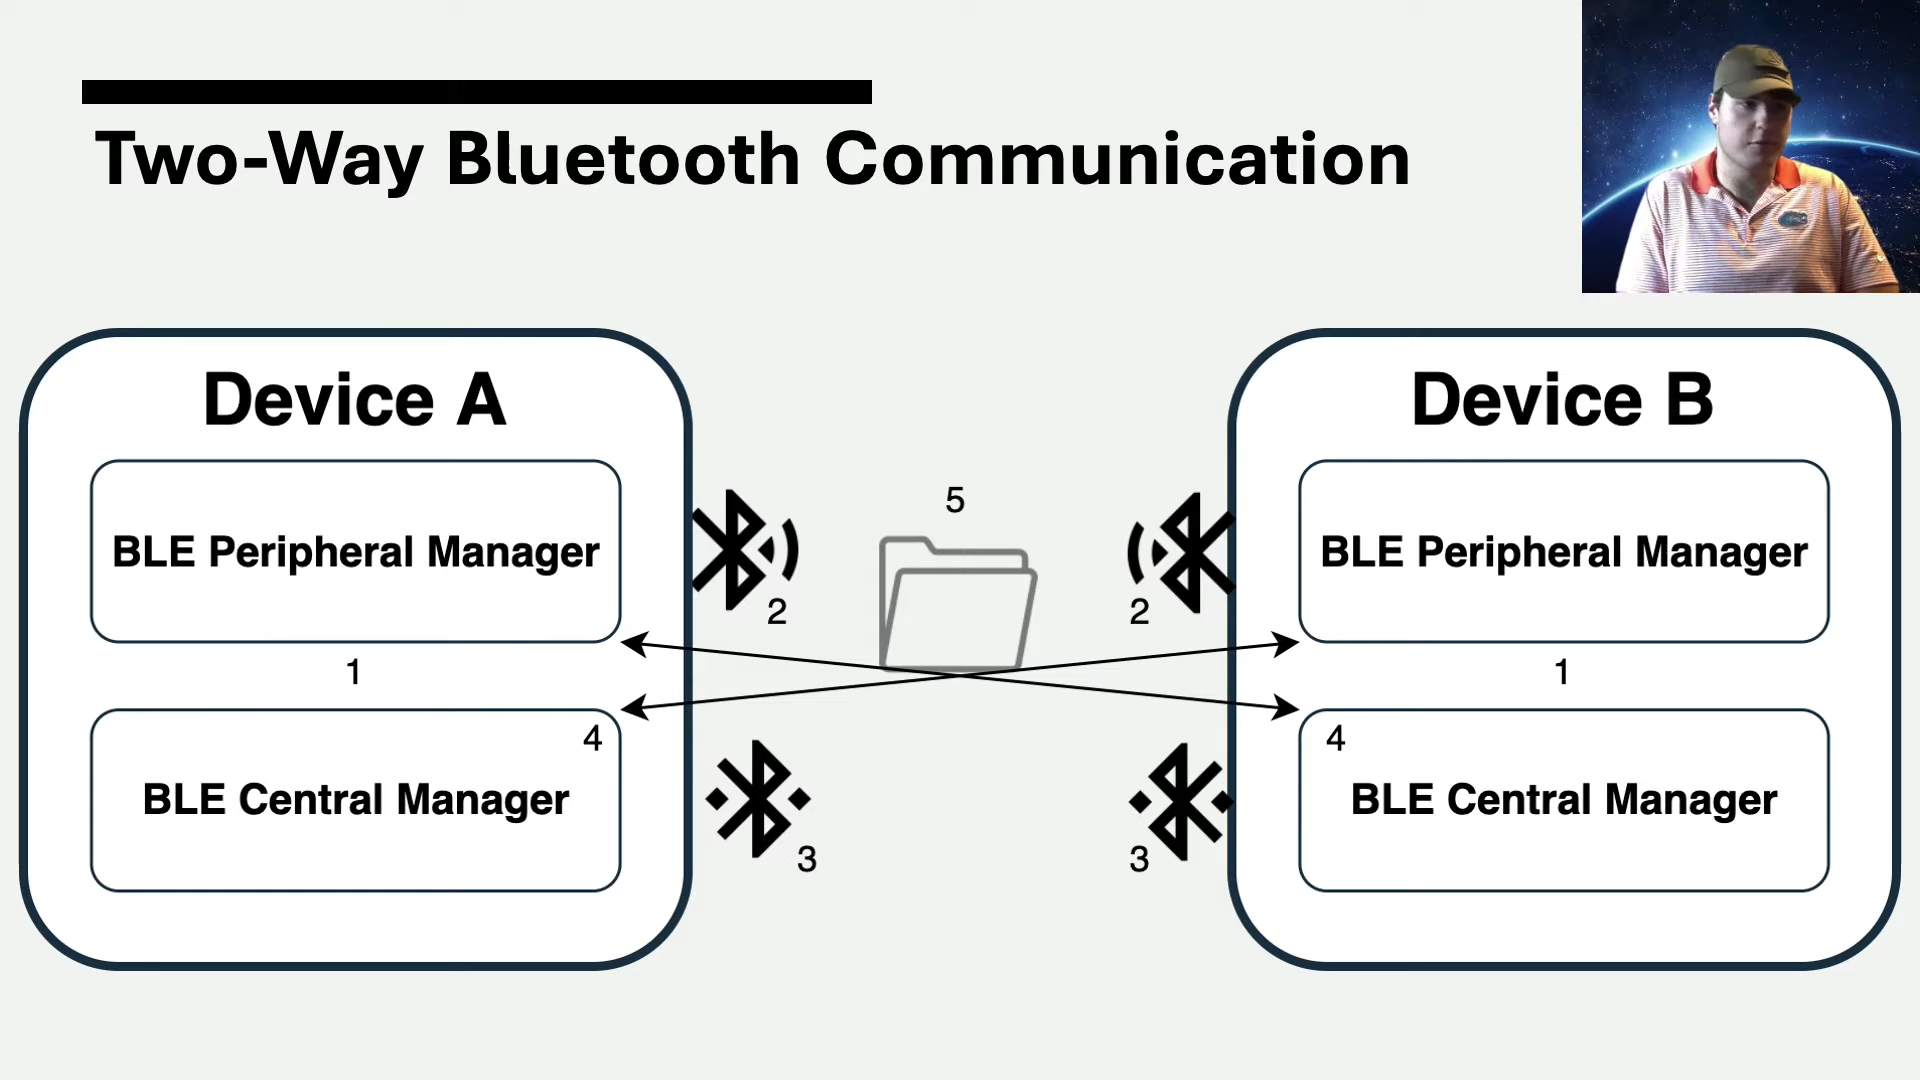 Two-Way Bluetooth Communication
Device A
BLE Peripheral Manager
1
4
BLE Central Manager
2
3
5
2
3
Device B
BLE Peripheral Manager
1
4
BLE Central Manager